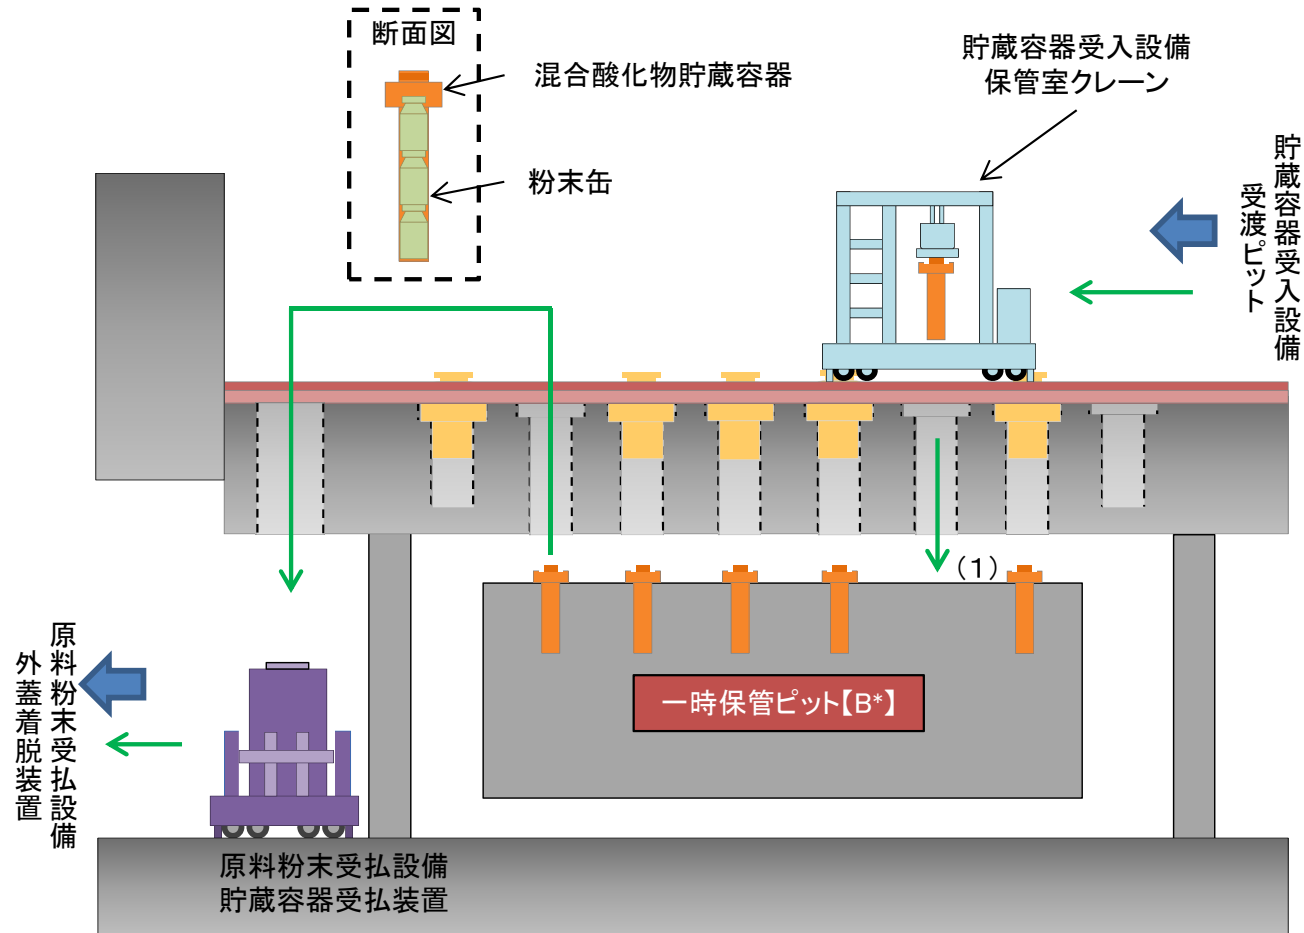 断面図
混合酸化物貯蔵容器
粉末缶
貯蔵容器受入設備
保管室クレーン
貯蔵容器受入設備
受渡ピット
(1)
一時保管ピット【B*】
原料粉末受払設備
外蓋着脱装置
原料粉末受払設備
貯蔵容器受払装置